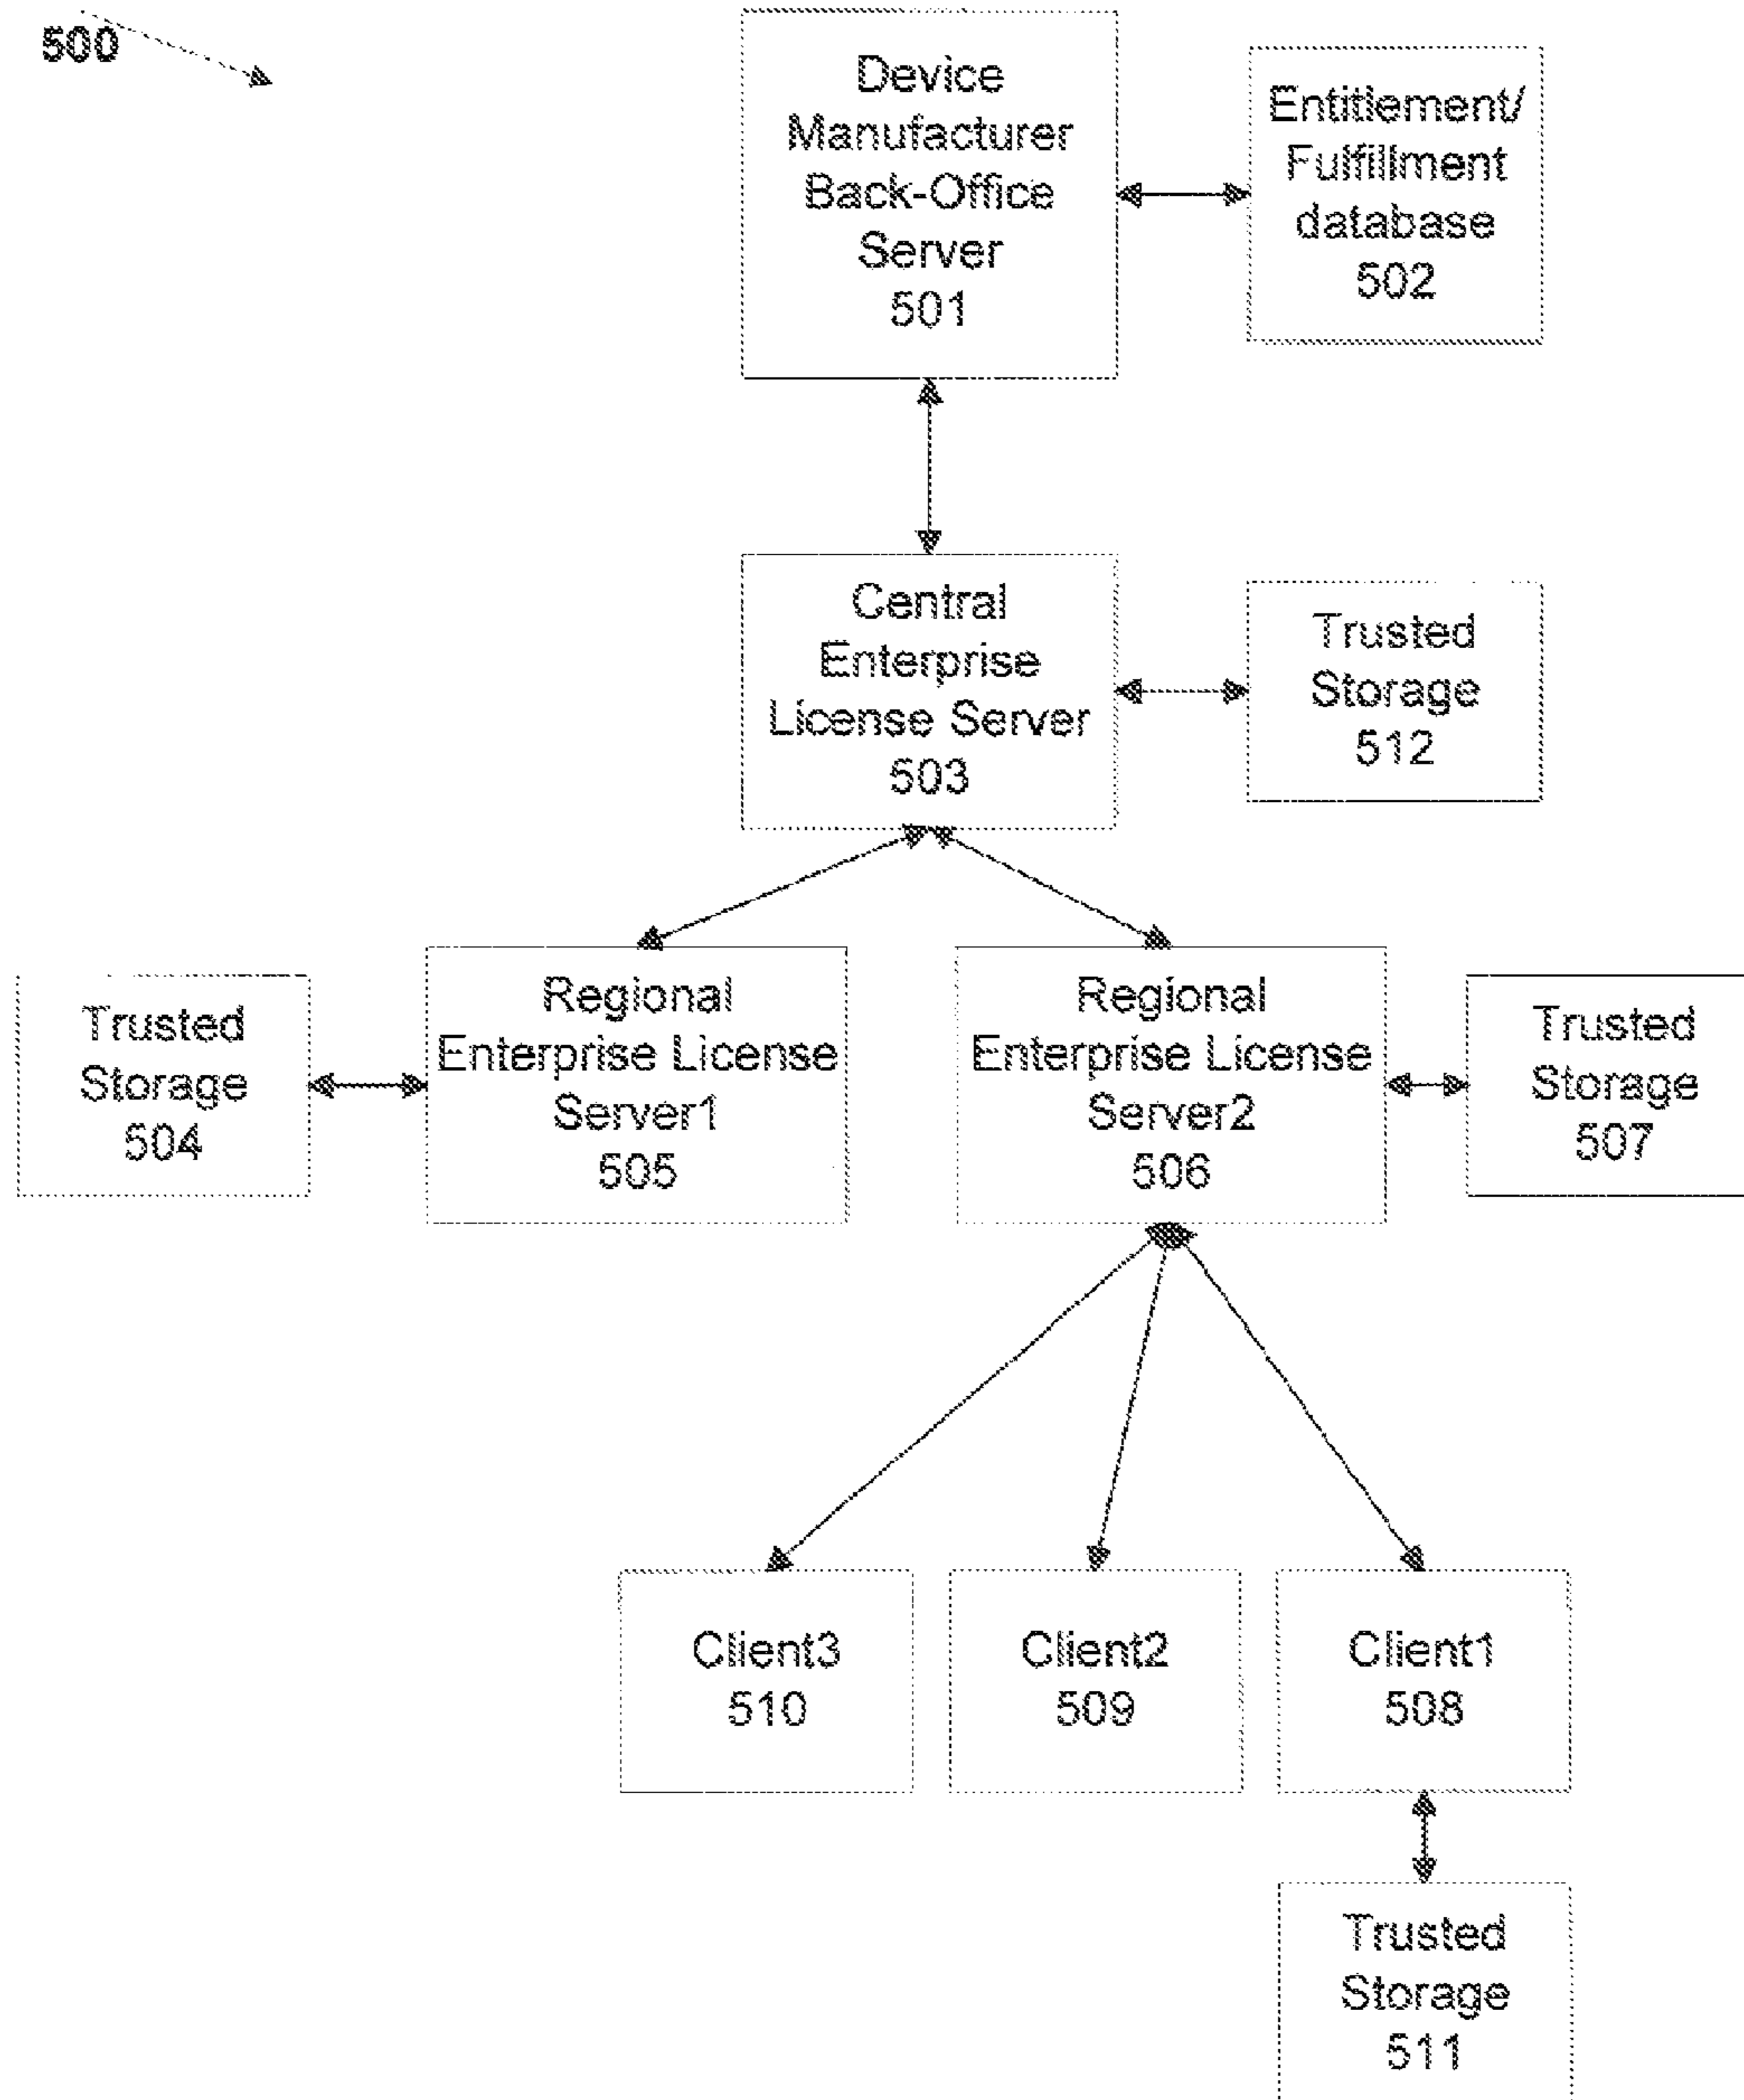 500
Device
Manufacturer
Back-Office
Server
501
Entitlement/
Fulfillment
database
502
Central
Enterprise
License Server
503
Trusted
Storage
512
Trusted
Storage
504
Regional
Enterprise License
Server1
505
Regional
Enterprise License
Server2
506
Trusted
Storage
507
Client3
510
Client2
509
Client1
508
Trusted
Storage
511